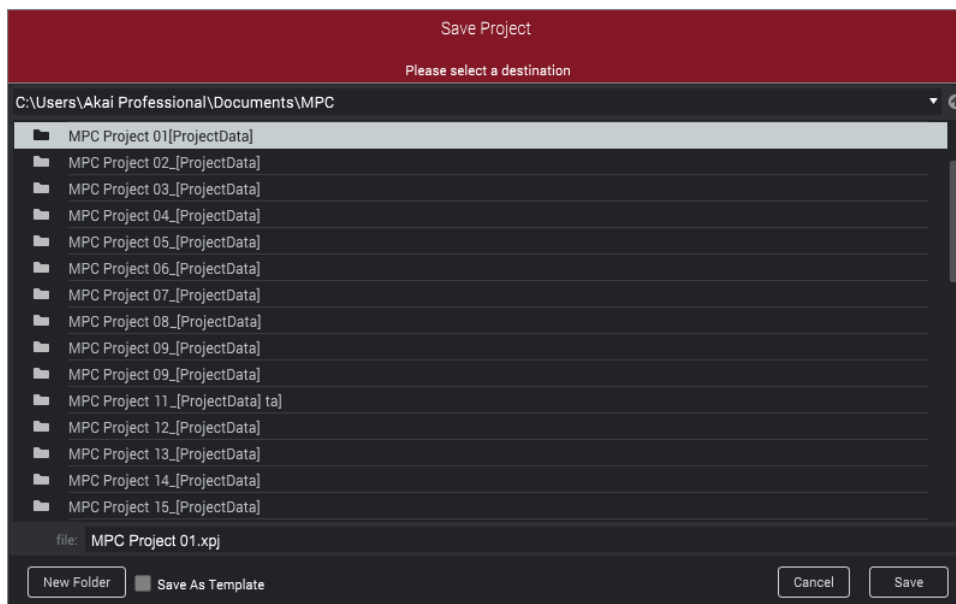 Save Project
Please select a destination
C:\Users\Akai Professional\Documents\MPC
MPC Project 01[ProjectData]
MPC Project 02_[ProjectData]
MPC Project 03_[ProjectData]
MPC Project 04_[ProjectData]
MPC Project 05_[ProjectData]
MPC Project 06_[ProjectData]
MPC Project 07_[ProjectData]
MPC Project 08_[ProjectData]
MPC Project 09_[ProjectData]
MPC Project 09_[ProjectData]
MPC Project 11_[ProjectData] ta]
MPC Project 12_[ProjectData]
MPC Project 13_[ProjectData]
MPC Project 14_[ProjectData]
MPC Project 15_[ProjectData]
file: MPC Project 01.xpj
New Folder Save As Template Cancel Save